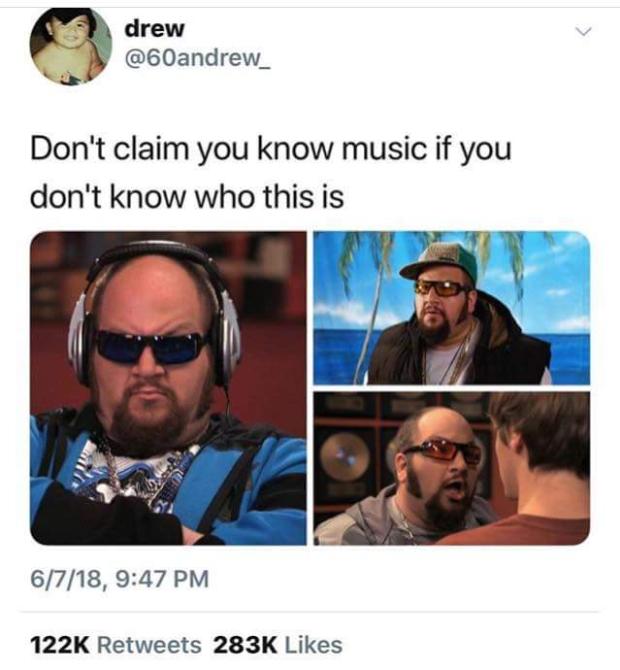 drew
@60andrew_
Don't claim you know music if you
don't know who this is
6/7/18, 9:47 PM
122K Retweets 283K Likes